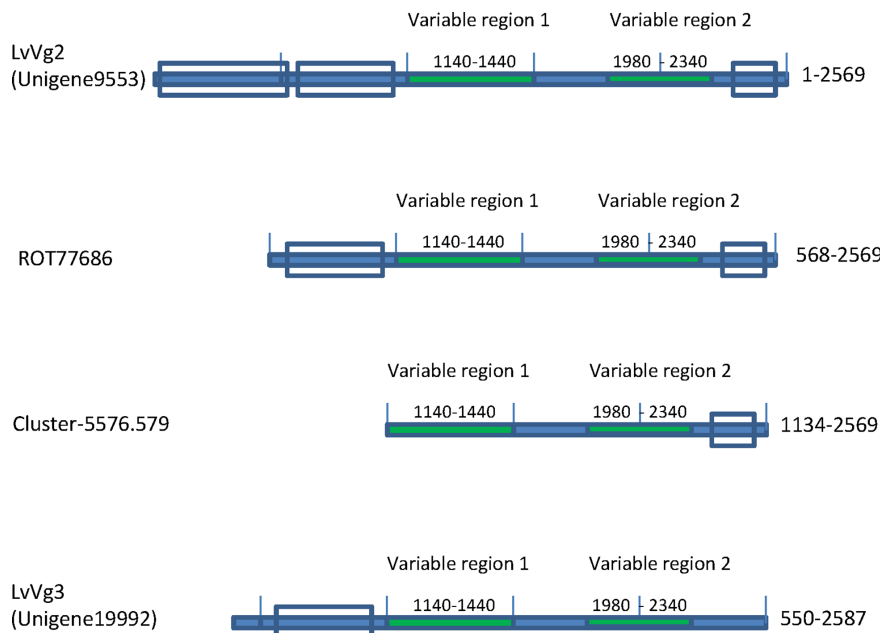 Variable region 1 Variable region 2
LvVg2
(Unigene9553)
1140-1440 1980 - 2340
1-2569
Variable region 1 Variable region 2
ROT77686
1140-1440 1980 - 2340
568-2569
Variable region 1 Variable region 2
Cluster-5576.579
1140-1440 1980 - 2340
1134-2569
Variable region 1 Variable region 2
LvVg3
(Unigene19992)
1140-1440 1980 - 2340
550-2587